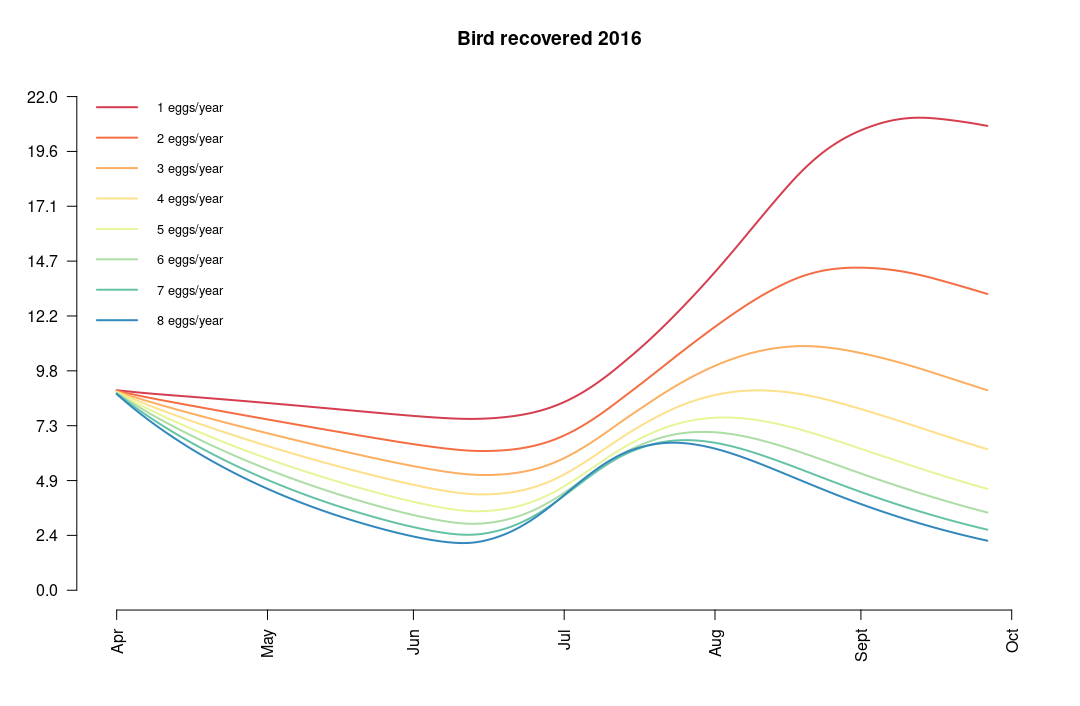 Bird recovered 2016
22.0
19.6
17.1
14.7
12.2
9.8
7.3
4.9
2.4
0.0
1 eggs/year
2 eggs/year
3 eggs/year
4 eggs/year
5 eggs/year
6 eggs/year
7 eggs/year
8 eggs/year
Apr
May
Jun
Jul
Aug
Sept
Oct